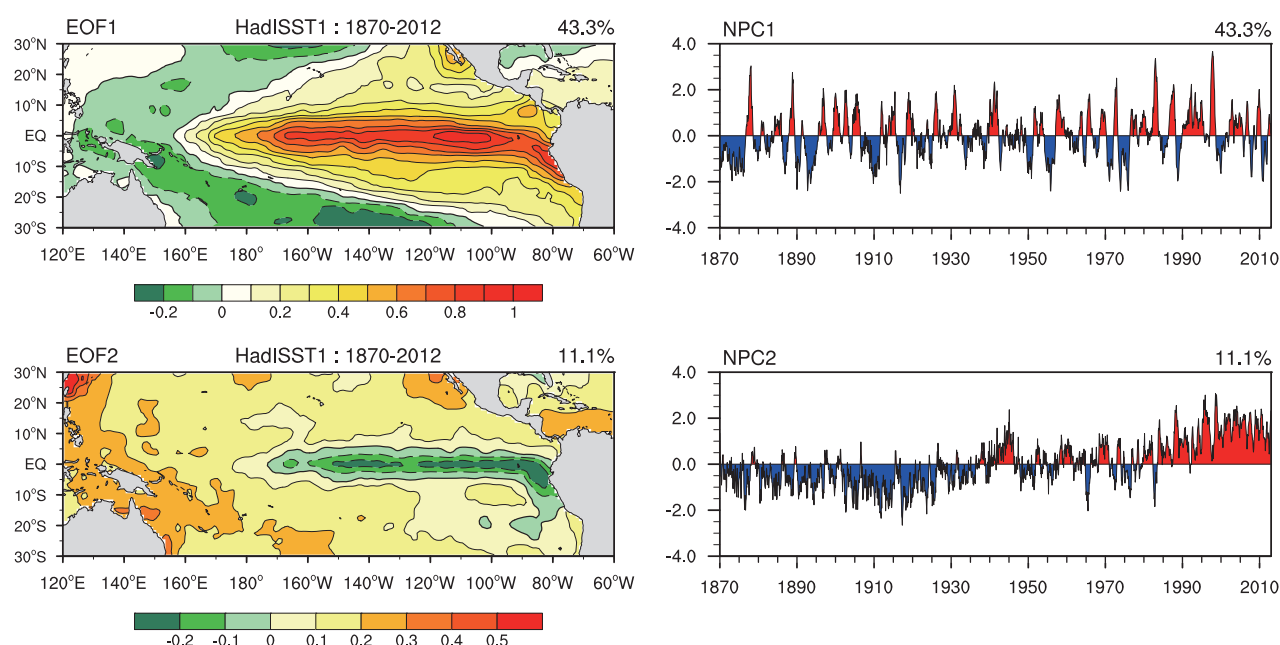 EOF1 HadISST1 : 1870-2012 43.3%
30°N
20°N
10°N
EQ
10°S
20°S
30°S
120°E 140°E 160°E 180° 160°W 140°W 120°W 100°W 80°W 60°W
-0.2 0 0.2 0.4 0.6 0.8 1
NPC1 43.3%
4.0
2.0
0.0
-2.0
-4.0
1870 1890 1910 1930 1950 1970 1990 2010
EOF2 HadISST1 : 1870-2012 11.1%
30°N
20°N
10°N
EQ
10°S
20°S
30°S
120°E 140°E 160°E 180° 160°W 140°W 120°W 100°W 80°W 60°W
-0.2 -0.1 0 0.1 0.2 0.3 0.4 0.5
NPC2 11.1%
4.0
2.0
0.0
-2.0
-4.0
1870 1890 1910 1930 1950 1970 1990 2010